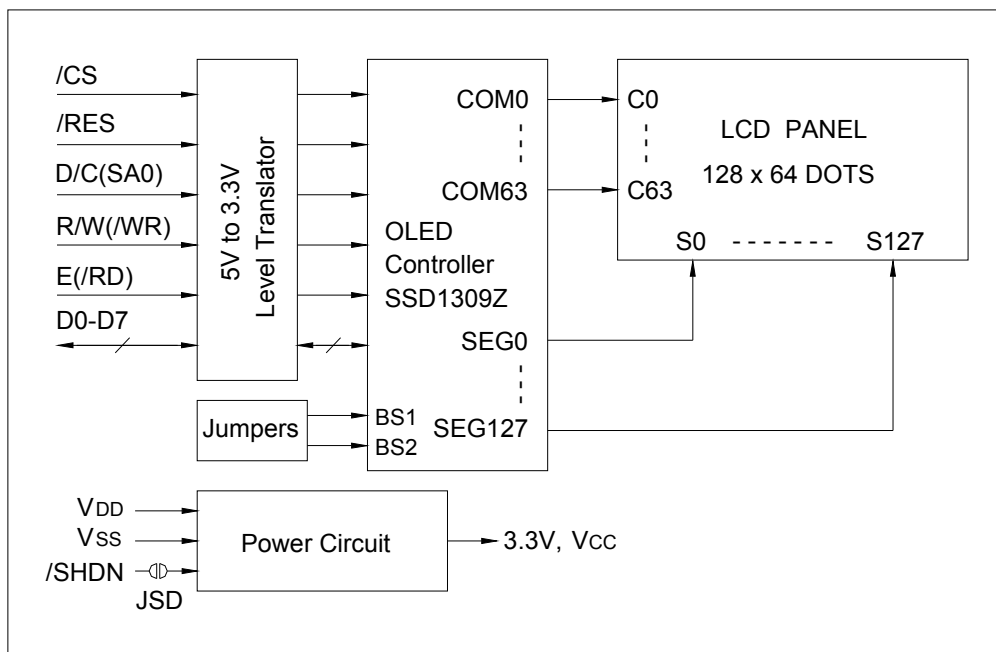 /CS
/RES
D/C(SA0)
R/W(/WR)
E(/RD)
D0-D7
5V to 3.3V
Level Translator
COM0
COM63
OLED
Controller
SSD1309Z
SEG0
SEG127
BS1
BS2
C0
C63
LCD PANEL
128 x 64 DOTS
S0 - - - - - - - S127
Jumpers
VDD
VSS
/SHDN
JSD
Power Circuit
3.3V, VCC